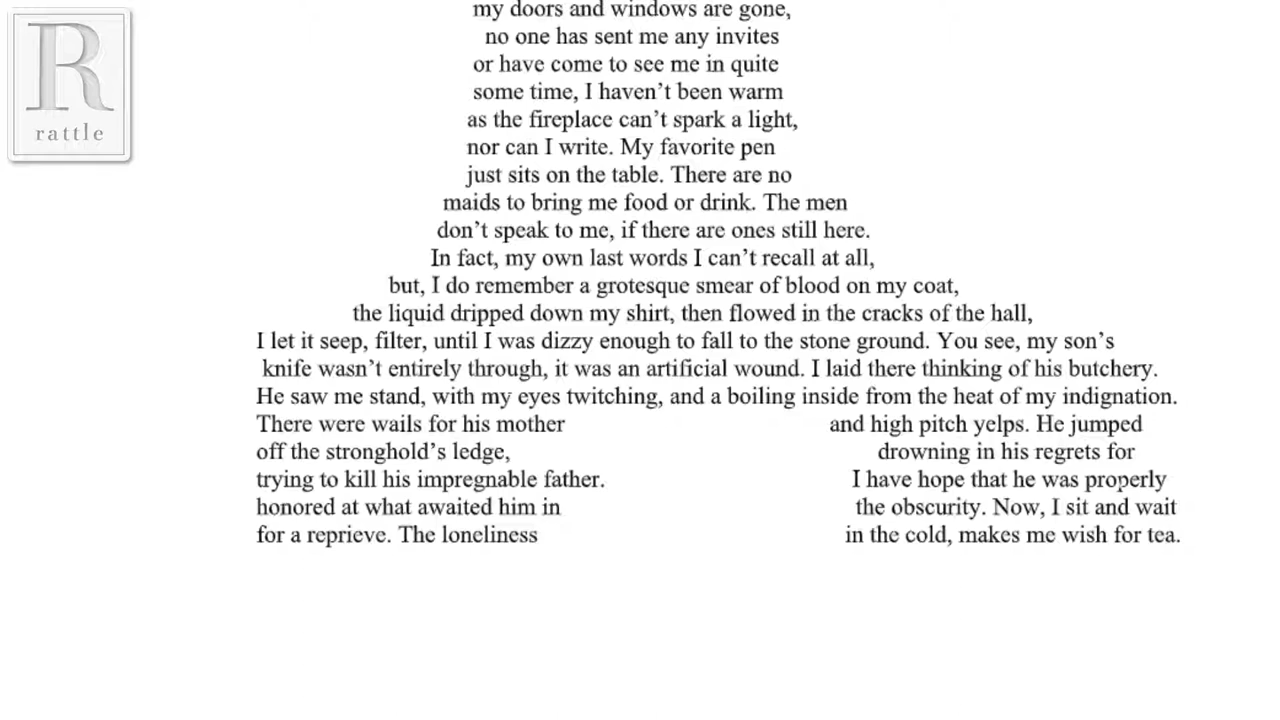 R
rattle
my doors and windows are gone,
no one has sent me any invites
or have come to see me in quite
some time, I haven’t been warm
as the fireplace can’t spark a light,
nor can I write. My favorite pen
just sits on the table. There are no
maids to bring me food or drink. The men
don’t speak to me, if there are ones still here.
In fact, my own last words I can’t recall at all,
but, I do remember a grotesque smear of blood on my coat,
the liquid dripped down my shirt, then flowed in the cracks of the hall,
I let it seep, filter, until I was dizzy enough to fall to the stone ground. You see, my son’s
knife wasn’t entirely through, it was an artificial wound. I laid there thinking of his butchery.
He saw me stand, with my eyes twitching, and a boiling inside from the heat of my indignation.
There were wails for his mother and high pitch yelps. He jumped
off the stronghold’s ledge, drowning in his regrets for
trying to kill his impregnable father. I have hope that he was properly
honored at what awaited him in the obscurity. Now, I sit and wait
for a reprieve. The loneliness in the cold, makes me wish for tea.